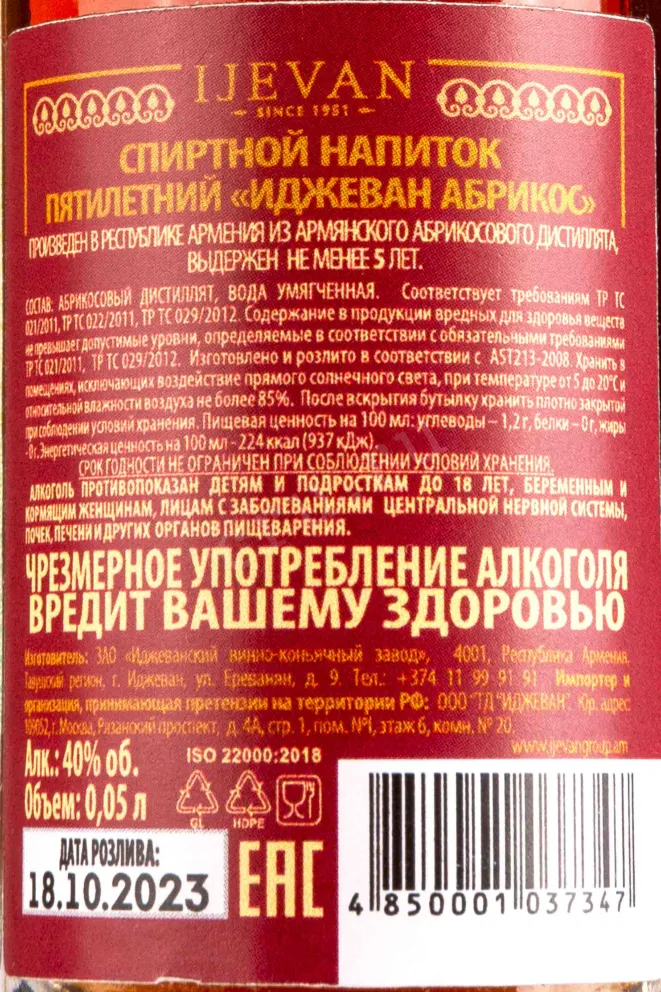 IJEVAN
SINCE 1951
СПИРТНОЙ НАПИТОК
ПЯТИЛЕТНИЙ «ИДЖЕВАН АБРИКОС»
ПРОИЗВЕДЕН В РЕСПУБЛИКЕ АРМЕНИЯ ИЗ АРМЯНСКОГО АБРИКОСОВОГО ДИСТИЛЛЯТА,
ВЫДЕРЖЕН НЕ МЕНЕЕ 5 ЛЕТ.
СОСТАВ: АБРИКОСОВЫЙ ДИСТИЛЛЯТ, ВОДА УМЯГЧЕННАЯ. Соответствует требованиям ТР ТС
021/2011, ТР ТС 022/2011, ТР ТС 029/2012. Содержание в продукции вредных для здоровья веществ
не превышает допустимые уровни, определяемые в соответствии с обязательными требованиями
ТР ТС 021/2011, ТР ТС 029/2012. Изготовлено и розлито в соответствии с AST213-2008. Хранить в
помещениях, исключающих воздействие прямого солнечного света, при температуре от 5 до 20°С и
относительной влажности воздуха не более 85%. После вскрытия бутылку хранить плотно закрытой
при соблюдении условий хранения. Пищевая ценность на 100 мл: углеводы – 1,2 г, белки – 0 г, жиры
- 0г. Энергетическая ценность на 100 мл - 224 ккал (937 кДж).
СРОК ГОДНОСТИ НЕ ОГРАНИЧЕН ПРИ СОБЛЮДЕНИИ УСЛОВИЙ ХРАНЕНИЯ.
АЛКОГОЛЬ ПРОТИВОПОКАЗАН ДЕТЯМ И ПОДРОСТКАМ ДО 18 ЛЕТ, БЕРЕМЕННЫМ И
КОРМЯЩИМ ЖЕНЩИНАМ, ЛИЦАМ С ЗАБОЛЕВАНИЯМИ ЦЕНТРАЛЬНОЙ НЕРВНОЙ СИСТЕМЫ,
ПОЧЕК, ПЕЧЕНИ И ДРУГИХ ОРГАНОВ ПИЩЕВАРЕНИЯ.
ЧРЕЗМЕРНОЕ УПОТРЕБЛЕНИЕ АЛКОГОЛЯ
ВРЕДИТ ВАШЕМУ ЗДОРОВЬЮ
Изготовитель: ЗАО «Иджеванский винно-коньячный завод», 4001, Республика Армения,
Тавушский регион, г. Иджеван, ул. Ереванян, д. 9. Тел.: +374 11 99 91 91 Импортер и
организация, принимающая претензии на территории РФ: ООО "ТД "ИДЖЕВАН" Юр. адрес:
109052, г. Москва, Рязанский проспект, д. 4А, стр. 1, пом. №I, этаж 6, комн. № 20.
www.ijevangroup.am
Алк.: 40% об.
ISO 22000:2018
Объем: 0,05 л
GL HDPE
ДАТА РОЗЛИВА:
18.10.2023
EAC
4 850001 037347